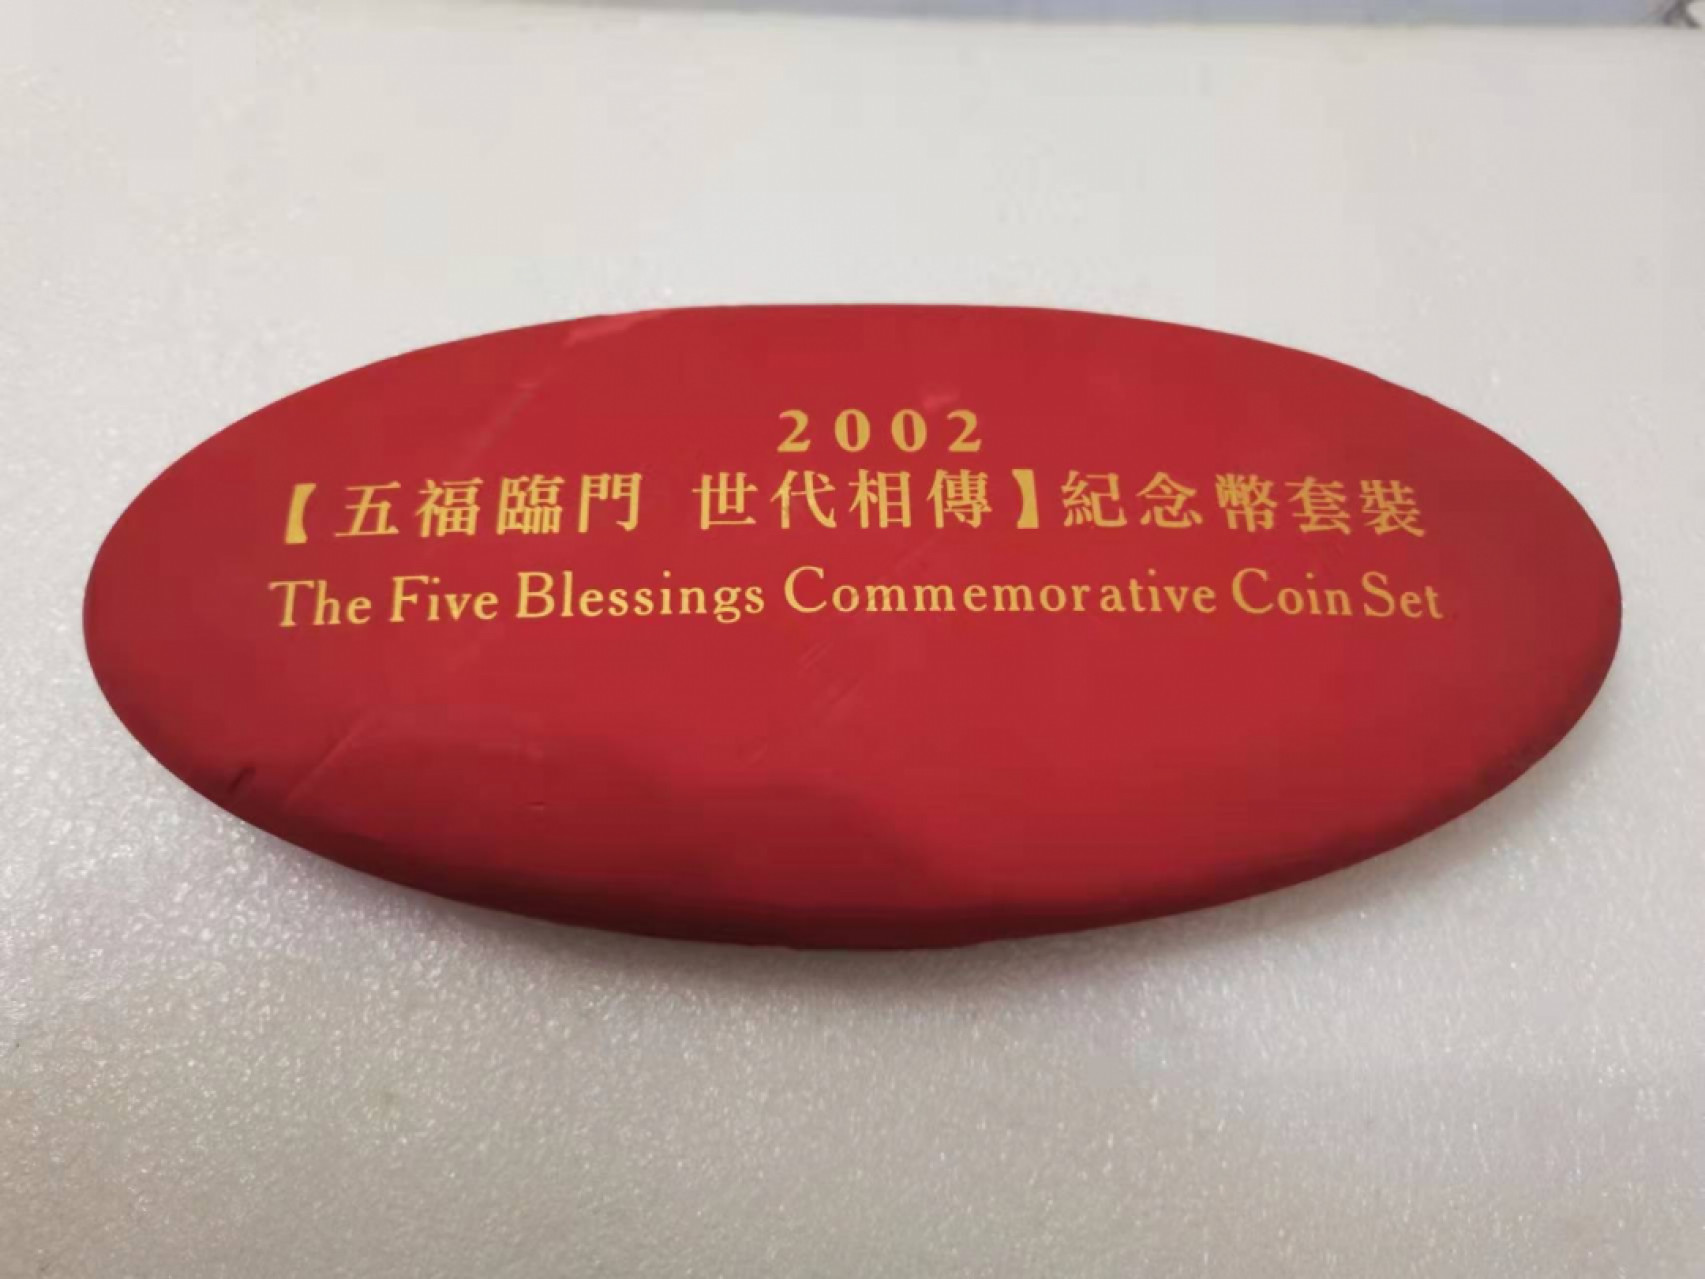 2002
【五福臨門 世代相傳】紀念幣套裝
The Five Blessings Commemorative Coin Set